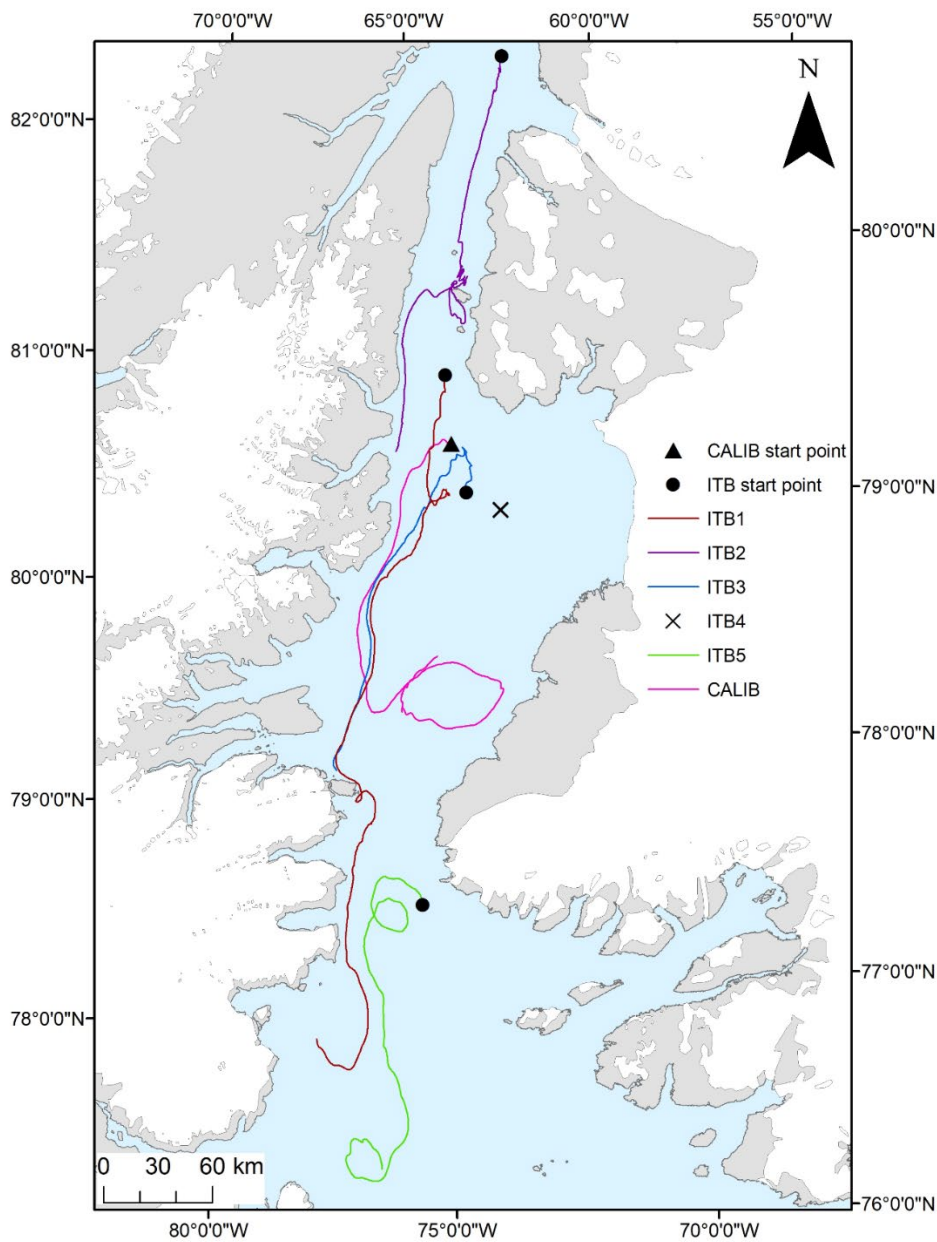 70°0'0"W 65°0'0"W 60°0'0"W 55°0'0"W
N
82°0'0"N
80°0'0"N
81°0'0"N
CALIB start point
ITB start point
79°0'0"N
ITB1
ITB2
80°0'0"N
ITB3
ITB4
ITB5
CALIB
78°0'0"N
79°0'0"N
77°0'0"N
78°0'0"N
0 30 60 km
76°0'0"N
80°0'0"W 75°0'0"W 70°0'0"W